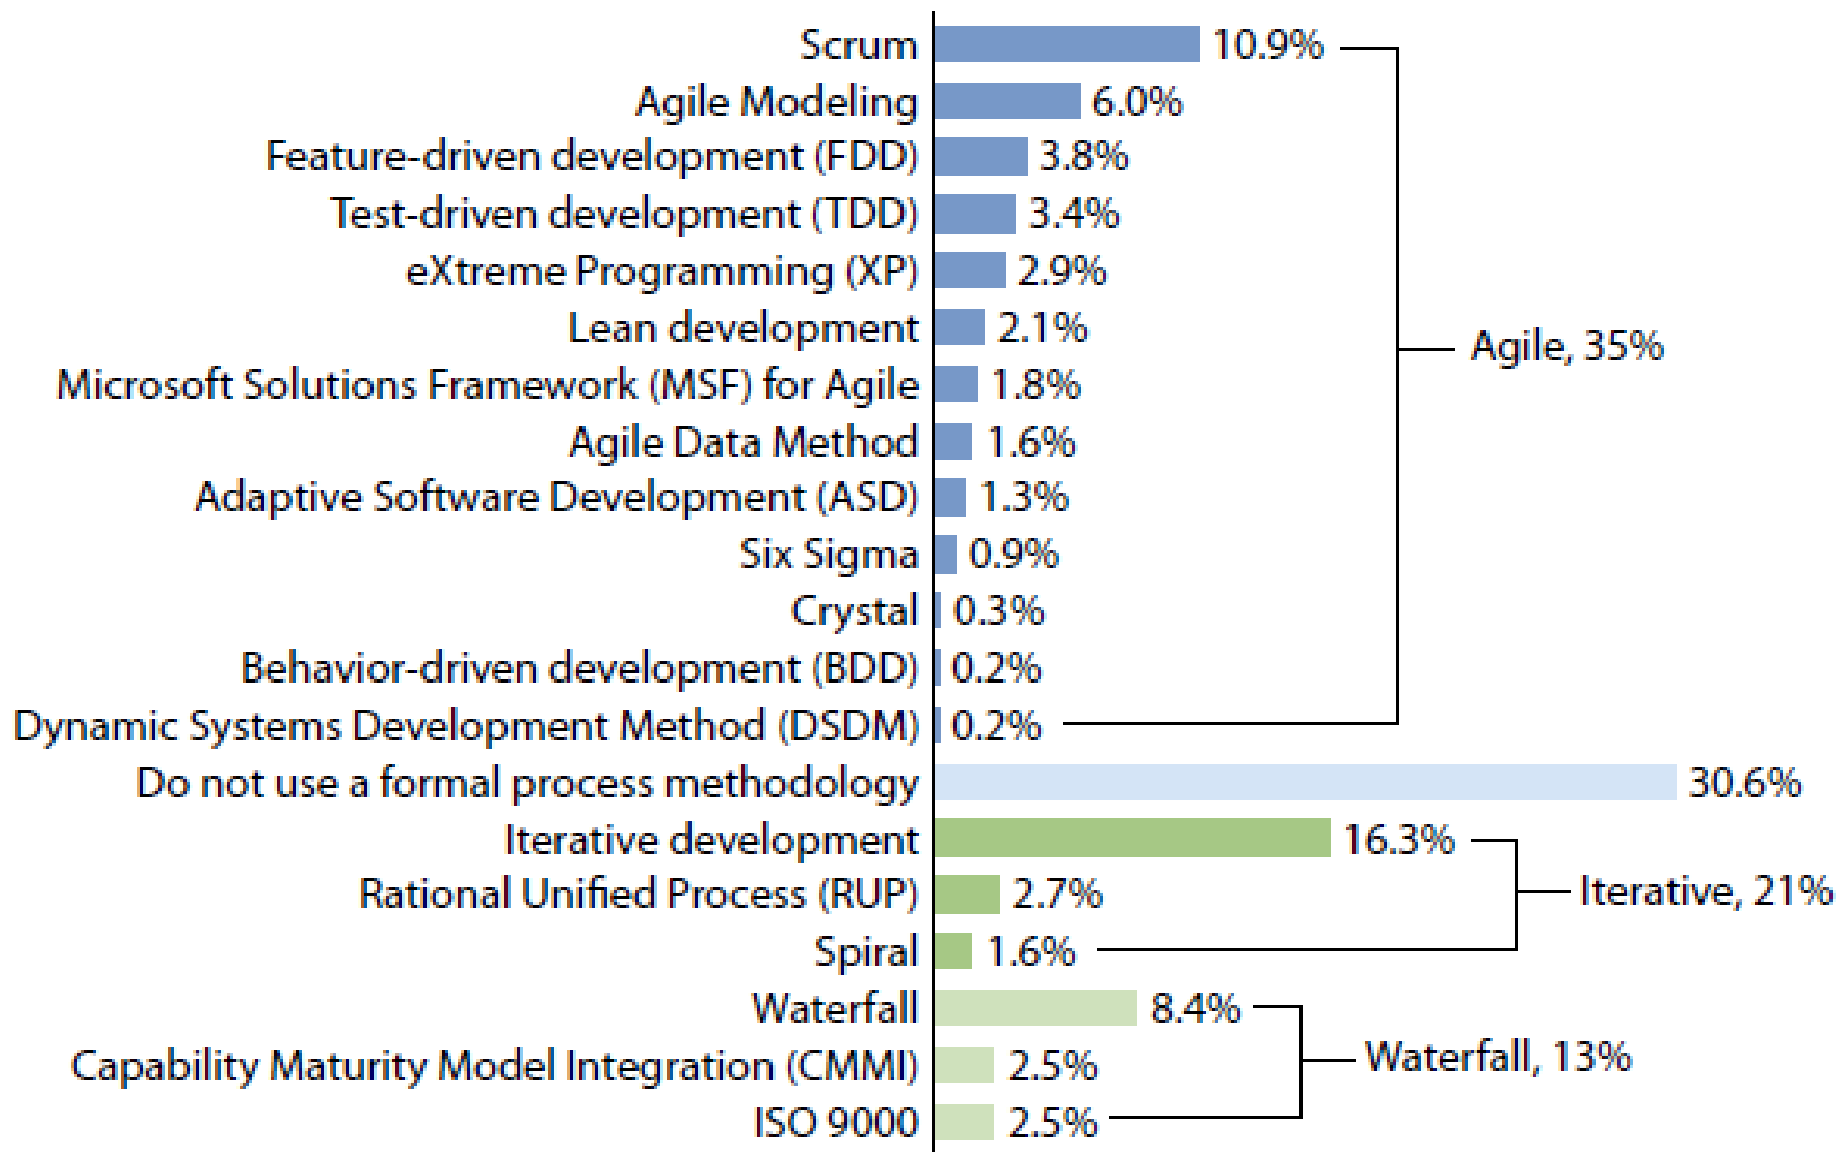 Scrum 10.9%
Agile Modeling 6.0%
Feature-driven development (FDD) 3.8%
Test-driven development (TDD) 3.4%
eXtreme Programming (XP) 2.9%
Lean development 2.1%
Agile, 35%
Microsoft Solutions Framework (MSF) for Agile 1.8%
Agile Data Method 1.6%
Adaptive Software Development (ASD) 1.3%
Six Sigma 0.9%
Crystal 0.3%
Behavior-driven development (BDD) 0.2%
Dynamic Systems Development Method (DSDM) 0.2%
Do not use a formal process methodology 30.6%
Iterative development 16.3%
Rational Unified Process (RUP) 2.7%
Iterative, 21%
Spiral 1.6%
Waterfall 8.4%
Capability Maturity Model Integration (CMMI) 2.5%
Waterfall, 13%
ISO 9000 2.5%